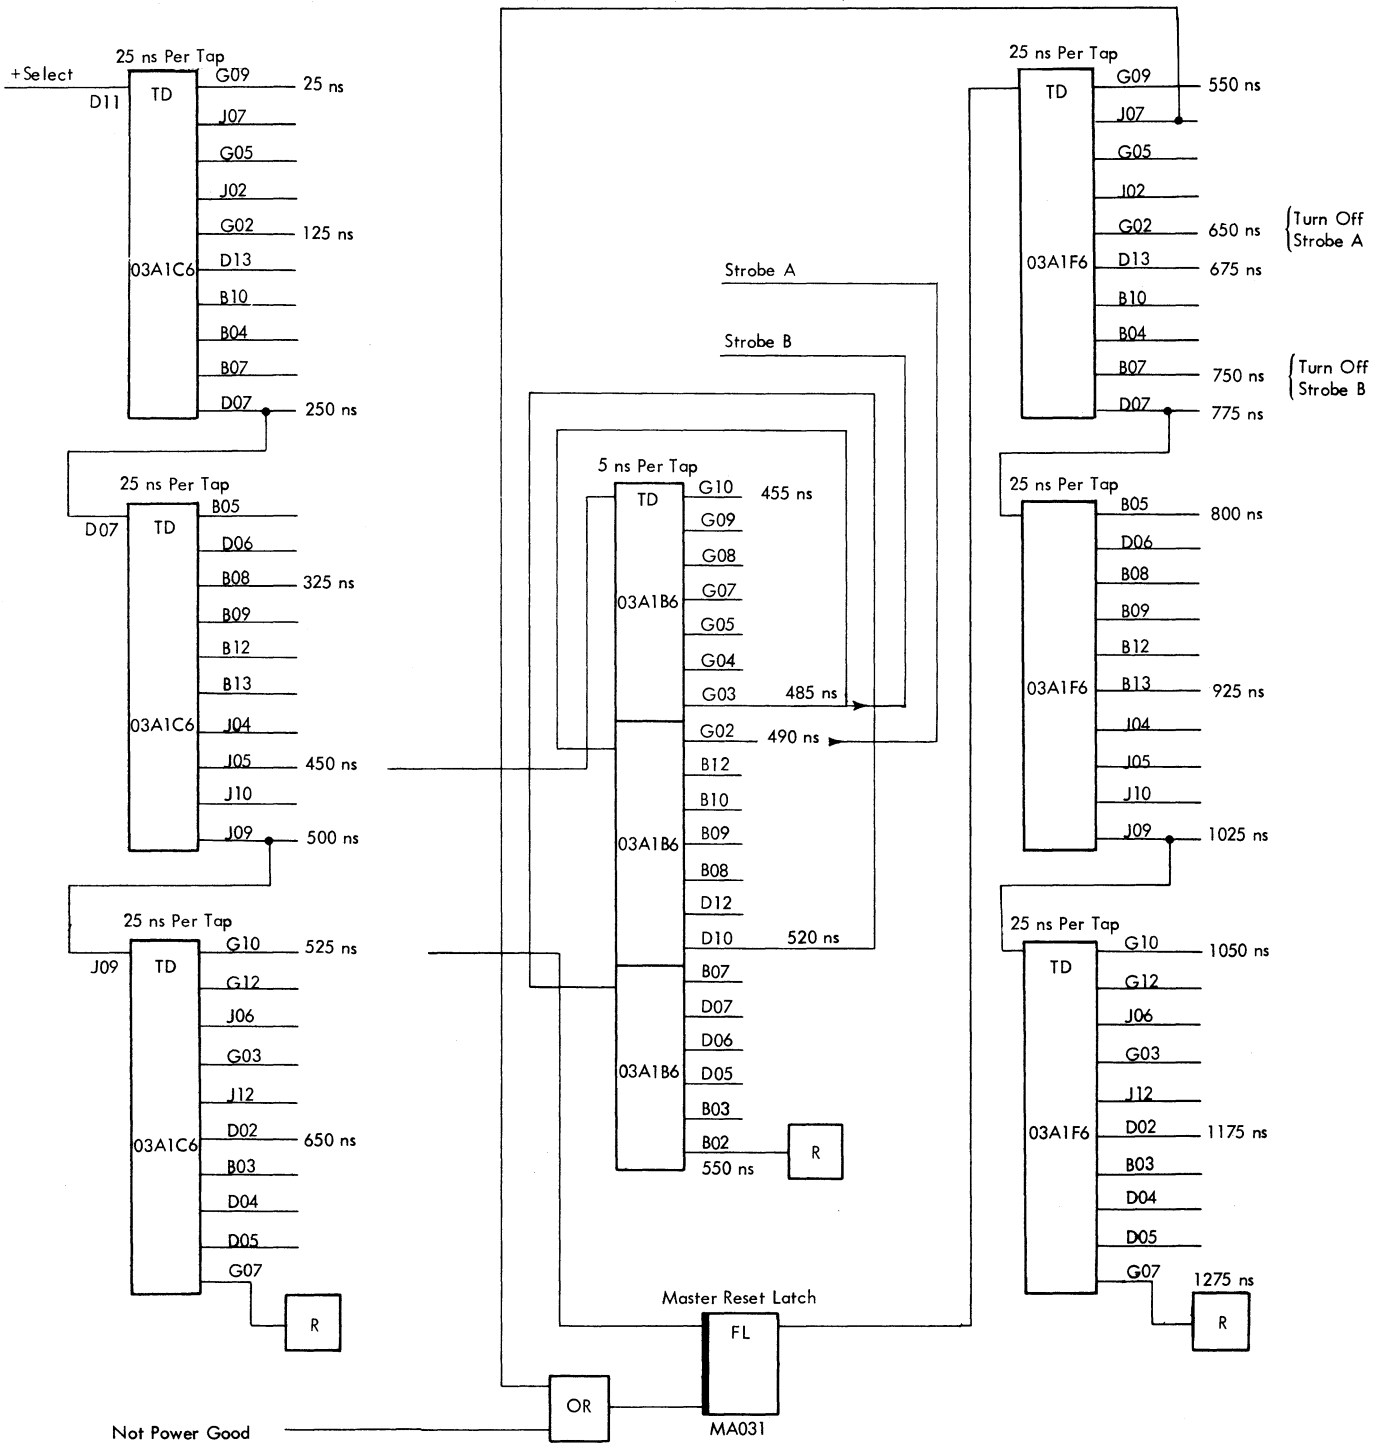 25 ns Per Tap
+Select
D11
TD
03A1C6
G09
25 ns
J07
G05
J02
G02
125 ns
D13
B10
B04
B07
D07
250 ns
25 ns Per Tap
D07
TD
03A1C6
B05
D06
B08
325 ns
B09
B12
B13
J04
J05
450 ns
J10
J09
500 ns
25 ns Per Tap
J09
TD
03A1C6
G10
525 ns
G12
J06
G03
J12
D02
650 ns
B03
D04
D05
G07
R
Strobe A
Strobe B
5 ns Per Tap
TD
03A1B6
G10
455 ns
G09
G08
G07
G05
G04
G03
485 ns
03A1B6
G02
490 ns
B12
B10
B09
B08
D12
D10
520 ns
03A1B6
B07
D07
D06
D05
B03
B02
550 ns
R
Master Reset Latch
FL
MA031
OR
Not Power Good
25 ns Per Tap
TD
03A1F6
G09
550 ns
J07
G05
J02
G02
650 ns
Turn Off
Strobe A
D13
675 ns
B10
B04
B07
750 ns
Turn Off
Strobe B
D07
775 ns
25 ns Per Tap
03A1F6
B05
800 ns
D06
B08
B09
B12
B13
925 ns
J04
J05
J10
J09
1025 ns
25 ns Per Tap
TD
03A1F6
G10
1050 ns
G12
J06
G03
J12
D02
1175 ns
B03
D04
D05
G07
1275 ns
R